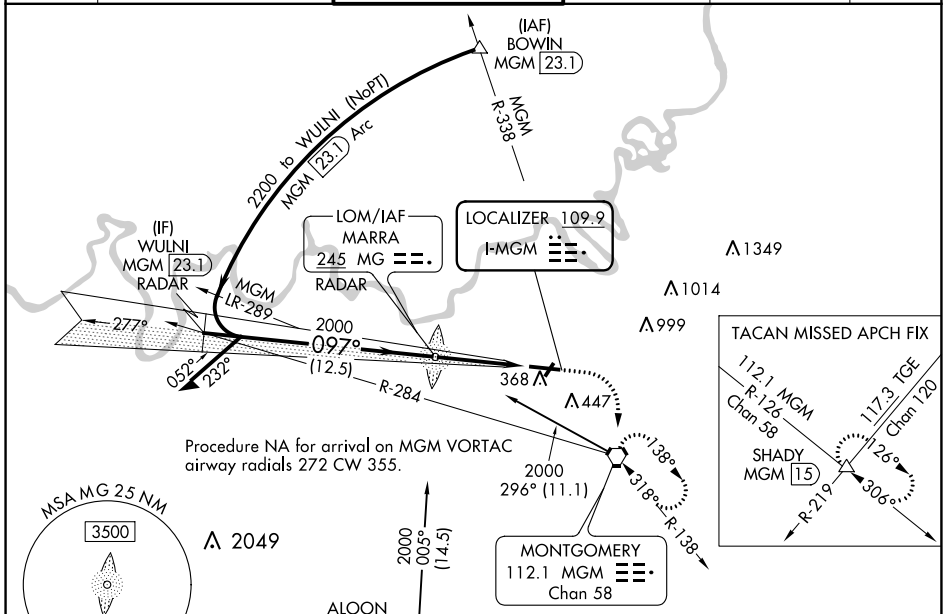 (IAF)
BOWIN
MGM 23.1
MGM
R-338
2200 to WULNI (NoPT)
MGM 23.1 Arc
LOM/IAF
MARRA
245 MG
RADAR
LOCALIZER 109.9
I-MGM
1349
1014
999
(IF)
WULNI
MGM 23.1
RADAR
MGM
LR-289
277°
2000
097°
(12.5)
052°
232°
R-284
368
447
TACAN MISSED APCH FIX
112.1 MGM
R-126
Chan 58
117.3 TGE
Chan 120
SHADY
MGM 15
R-219
126°
306°
Procedure NA for arrival on MGM VORTAC
airway radials 272 CW 355.
2000
296° (11.1)
138°
318°
R-138
MSA MG 25 NM
3500
2049
2000
005°
(14.5)
MONTGOMERY
112.1 MGM
Chan 58
ALOON